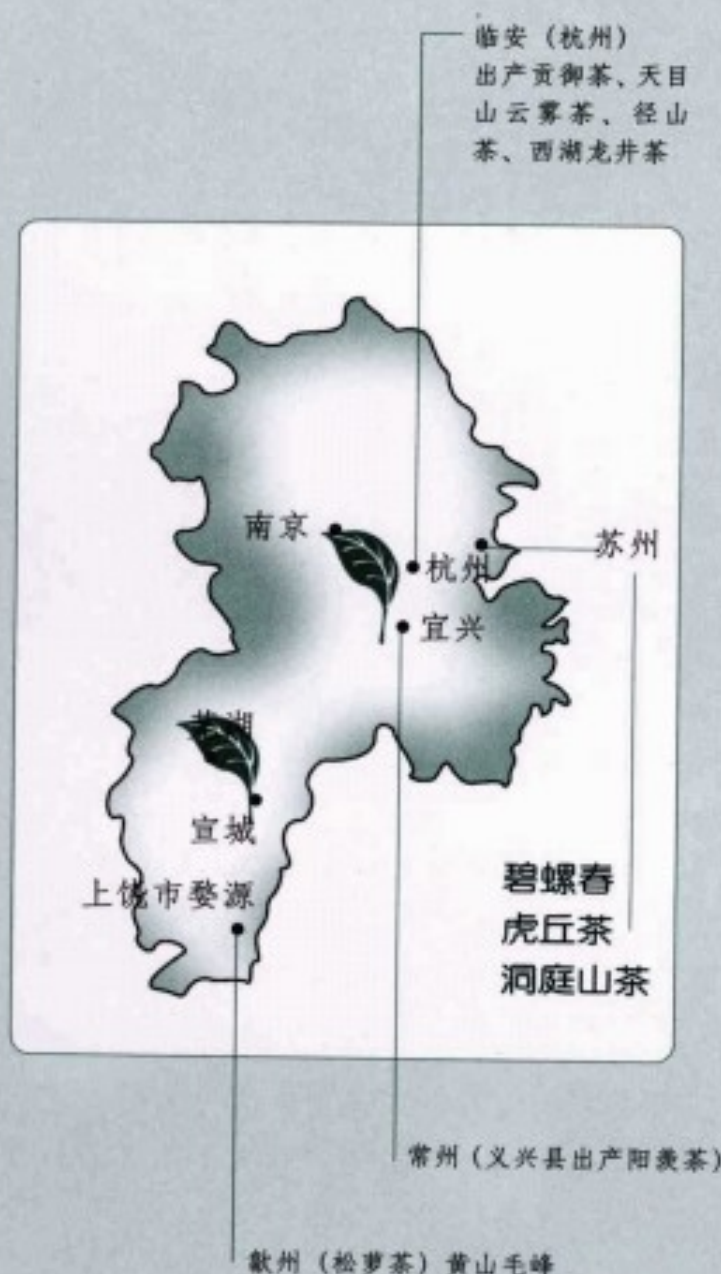 临安（杭州）
出产贡御茶、天目
山云雾茶、径山
茶、西湖龙井茶
南京
杭州
苏州
宜兴
宣城
上饶市婺源
碧螺春
虎丘茶
洞庭山茶
常州（义兴县出产阳羡茶）
歙州（松萝茶）黄山毛峰